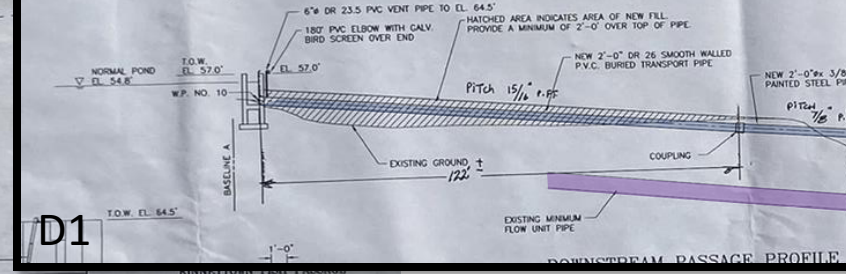 6"ø DR 23.5 PVC VENT PIPE TO EL. 64.5'
180° PVC ELBOW WITH GALV.
BIRD SCREEN OVER END
HATCHED AREA INDICATES AREA OF NEW FILL.
PROVIDE A MINIMUM OF 2'-0" OVER TOP OF PIPE.
NORMAL POND
EL. 54.8'
T.O.W.
EL. 57.0'
EL. 57.0'
W.P. NO. 10
NEW 2'-0" DR 26 SMOOTH WALLED
P.V.C. BURIED TRANSPORT PIPE
PiTCh 15/16" P.FT
NEW 2'-0"øx 3/8
PAINTED STEEL PI
PiTCH
7/8" P.
BASELINE A
EXISTING GROUND ±
122'
COUPLING
EXISTING MINIMUM
FLOW UNIT PIPE
T.O.W. EL. 64.5'
D1
1'-0"
DOWNSTREAM PASSAGE PROFILE